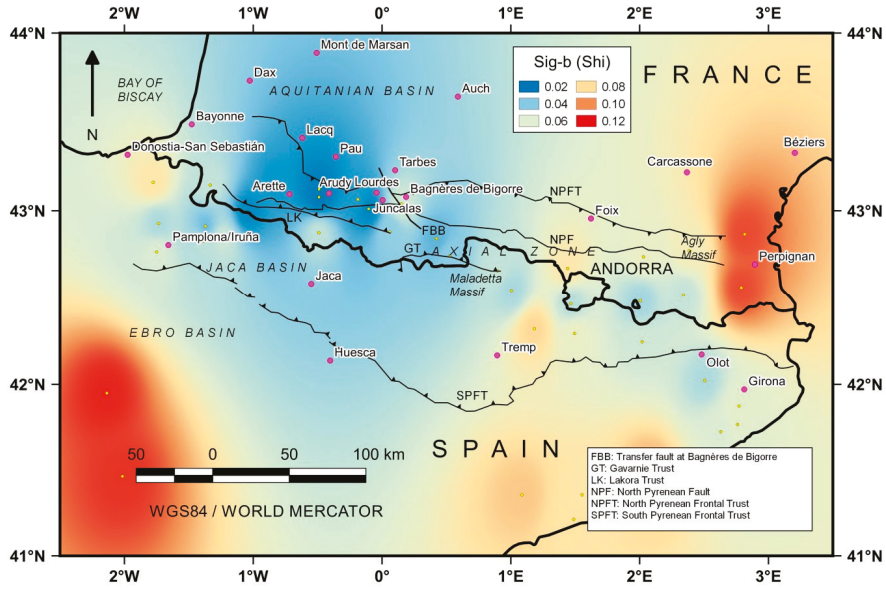 2°W 1°W 0° 1°E 2°E 3°E
44°N 44°N
Mont de Marsan
Sig-b (Shi)
0.02 0.08
0.04 0.10
0.06 0.12
FRANCE
Dax
BAY OF
BISCAY
AQUITANIAN BASIN
Auch
N
Bayonne
Lacq
Pau
Béziers
Donostia-San Sebastián
Tarbes
Carcassonne
Arette
Arudy
Lourdes
Bagnères de Bigorre
NPFT
43°N 43°N
Juncalas
LK
Foix
FBB
Pamplona/Iruña
GT
AXIAL ZONE
NPF
Agly
Massif
Perpignan
JACA BASIN
Jaca
Maladetta
Massif
ANDORRA
EBRO BASIN
Huesca
Tremp
Olot
42°N 42°N
SPFT
Girona
50 0 50 100 km
SPAIN
WGS84 / WORLD MERCATOR
FBB: Transfer fault at Bagnères de Bigorre
GT: Gavarnie Trust
LK: Lakora Trust
NPF: North Pyrenean Fault
NPFT: North Pyrenean Frontal Trust
SPFT: South Pyrenean Frontal Trust
41°N 41°N
2°W 1°W 0° 1°E 2°E 3°E